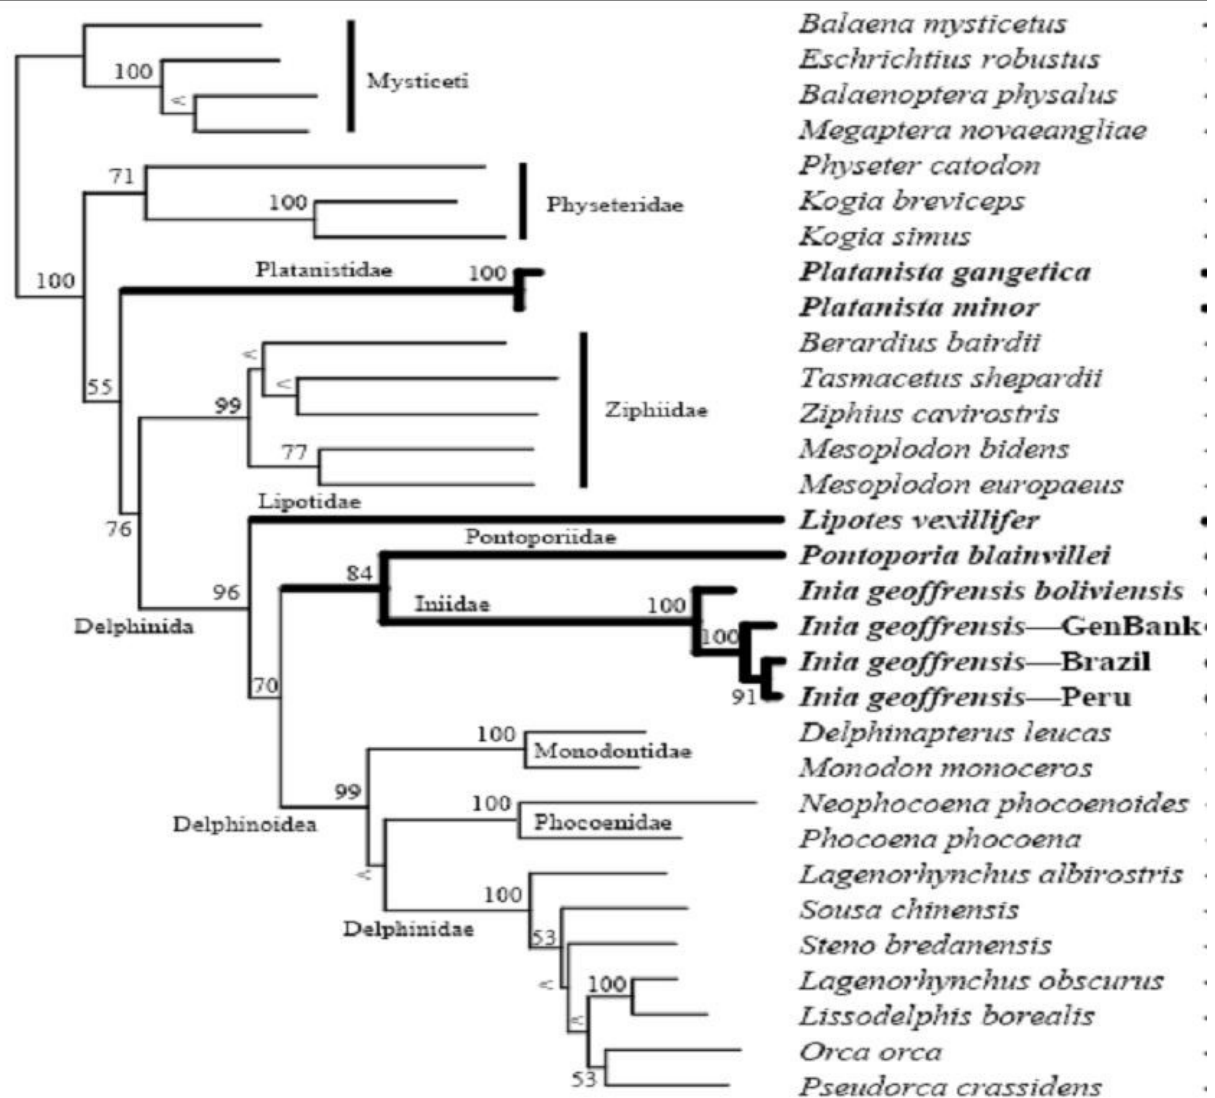 Balaena mysticetus
Eschrichtius robustus
100
Mysticeti
<
Balaenoptera physalus
Megaptera novaeangliae
Physeter catodon
71
100
Physeteridae
Kogia breviceps
Kogia simus
100
Platanistidae
100
Platanista gangetica
Platanista minor
Berardius bairdii
<
55
<
Tasmacetus shepardii
99
Ziphiidae
Ziphius cavirostris
77
Mesoplodon bidens
Mesoplodon europaeus
Lipotidae
76
Lipotes vexillifer
Pontoporiidae
Pontoporia blainvillei
84
96
Iniidae
100
Inia geoffrensis boliviensis
Delphinida
100
Inia geoffrensis—GenBank
Inia geoffrensis—Brazil
70
91
Inia geoffrensis—Peru
100
Monodontidae
Delphinapterus leucas
Monodon monoceros
99
100
Neophocoena phocoenoides
Delphinoidea
Phocoenidae
Phocoena phocoena
<
Lagenorhynchus albirostris
100
Delphinidae
Sousa chinensis
53
Steno bredanensis
<
100
Lagenorhynchus obscurus
<
Lissodelphis borealis
Orca orca
53
Pseudorca crassidens